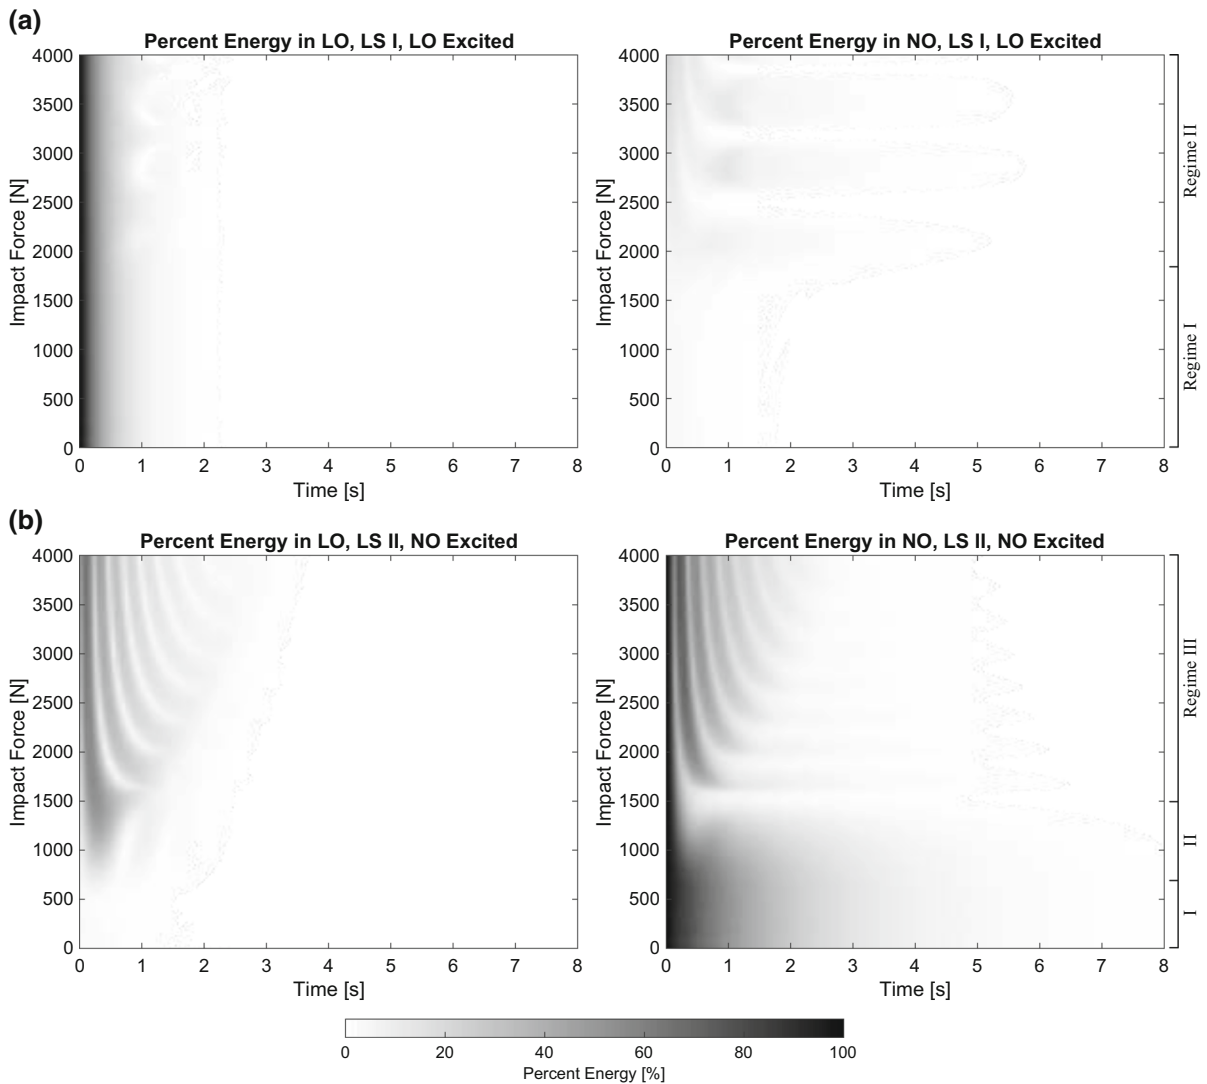 (a)
Percent Energy in LO, LS I, LO Excited
4000
3500
3000
2500
2000
1500
1000
500
0
Impact Force [N]
0 1 2 3 4 5 6 7 8
Time [s]
Percent Energy in NO, LS I, LO Excited
4000
3500
3000
2500
2000
1500
1000
500
0
Impact Force [N]
0 1 2 3 4 5 6 7 8
Time [s]
Regime II
Regime I
(b)
Percent Energy in LO, LS II, NO Excited
4000
3500
3000
2500
2000
1500
1000
500
0
Impact Force [N]
0 1 2 3 4 5 6 7 8
Time [s]
Percent Energy in NO, LS II, NO Excited
4000
3500
3000
2500
2000
1500
1000
500
0
Impact Force [N]
0 1 2 3 4 5 6 7 8
Time [s]
Regime III
II
I
0 20 40 60 80 100
Percent Energy [%]